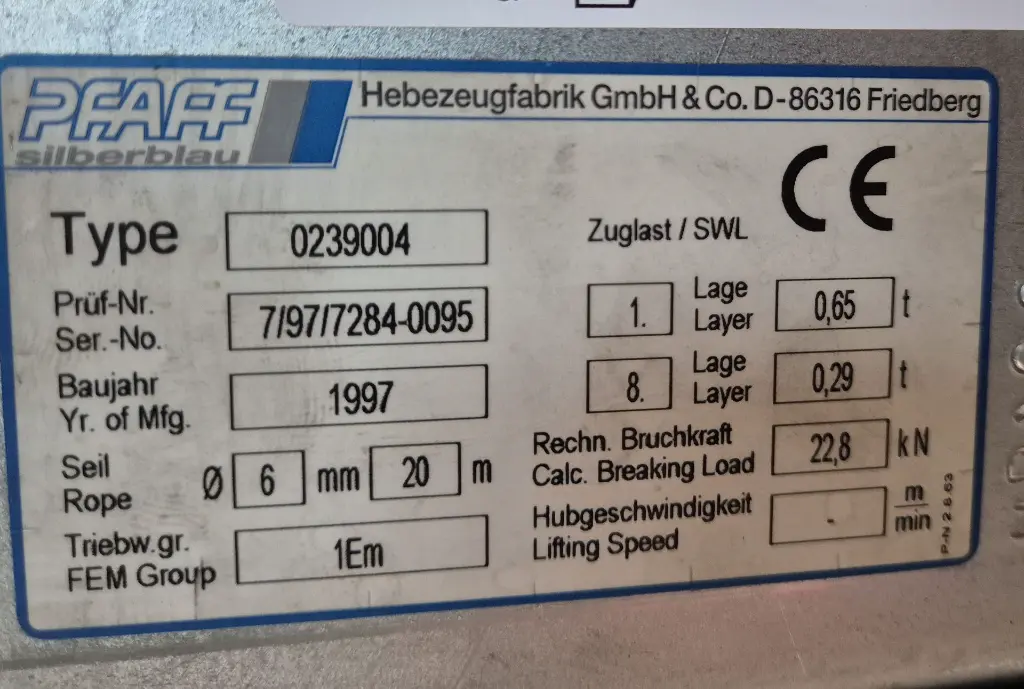 PFAFF
silberblau
Hebezeugfabrik GmbH & Co. D-86316 Friedberg
CE
Type 0239004
Prüf-Nr.
Ser.-No. 7/97/7284-0095
Baujahr
Yr. of Mfg. 1997
Seil
Rope Ø 6 mm 20 m
Triebw.gr.
FEM Group 1Em
Zuglast / SWL
1. Lage
Layer 0,65 t
8. Lage
Layer 0,29 t
Rechn. Bruchkraft
Calc. Breaking Load 22,8 kN
Hubgeschwindigkeit
Lifting Speed - m
min
P-N 2.6.63